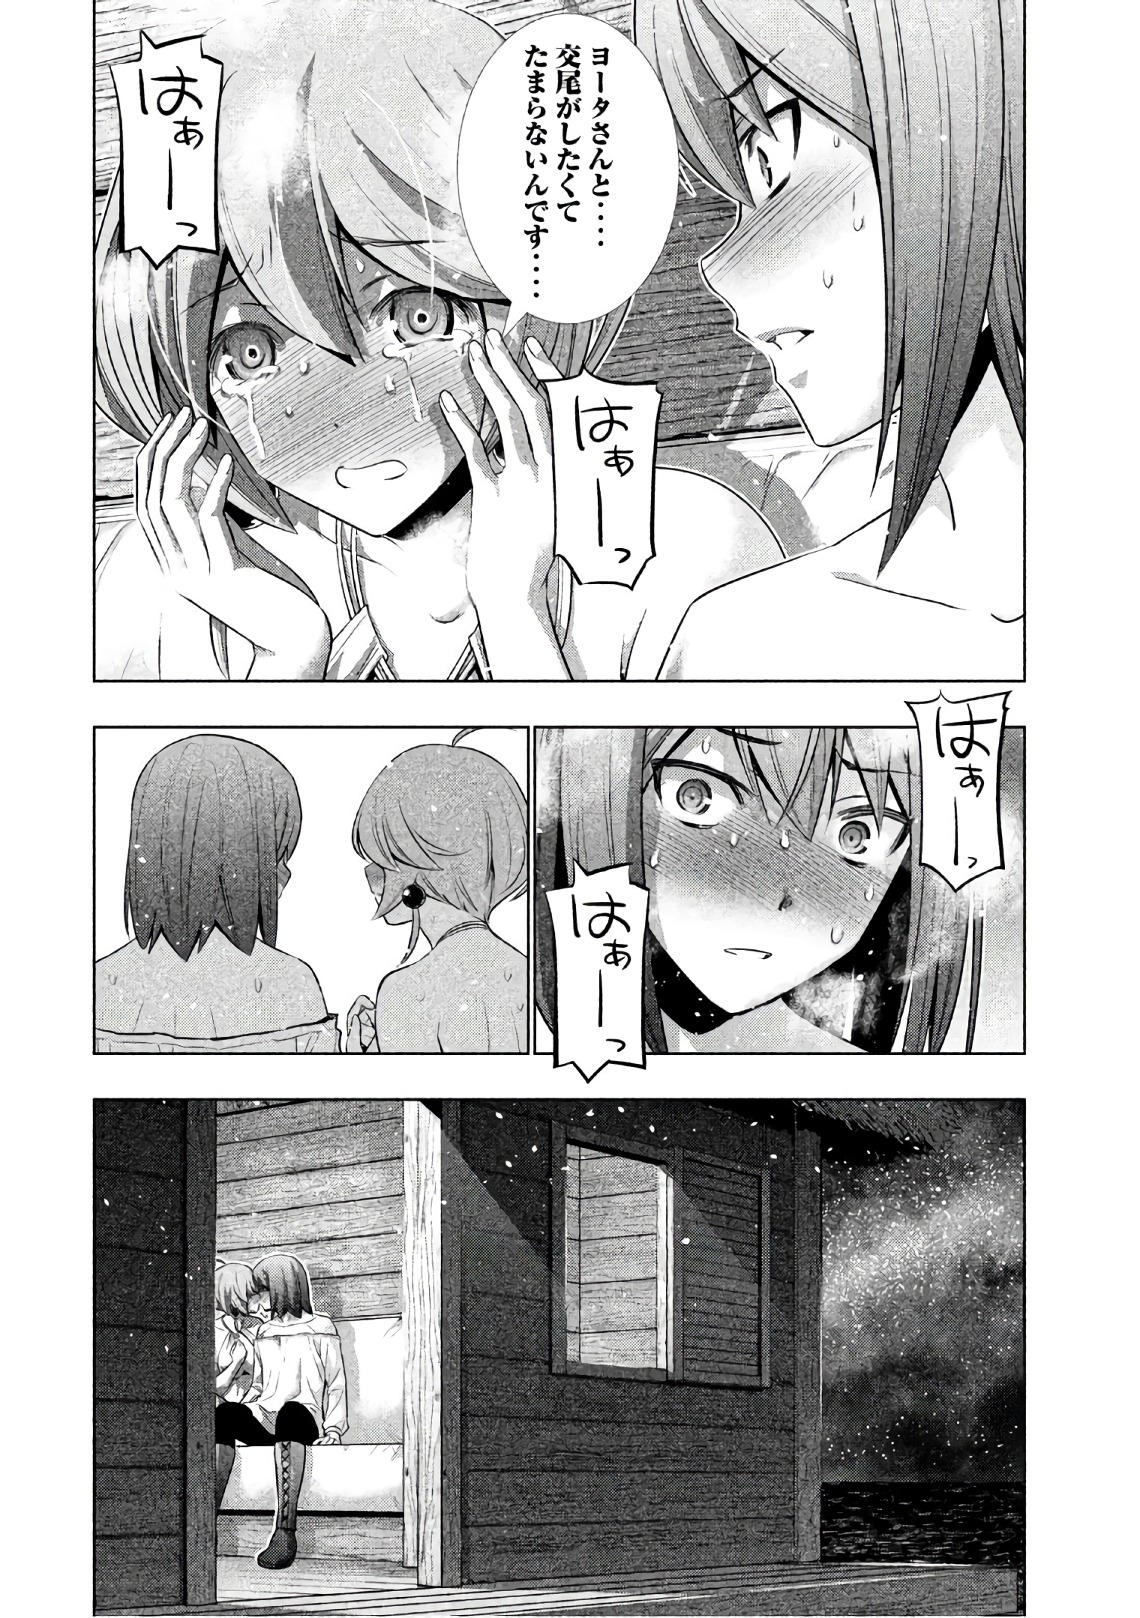 ヨータさんと‥‥
交尾がしたくて
たまらないんです‥‥
はぁーっ
はぁーっ
はぁーっ
はぁーっ